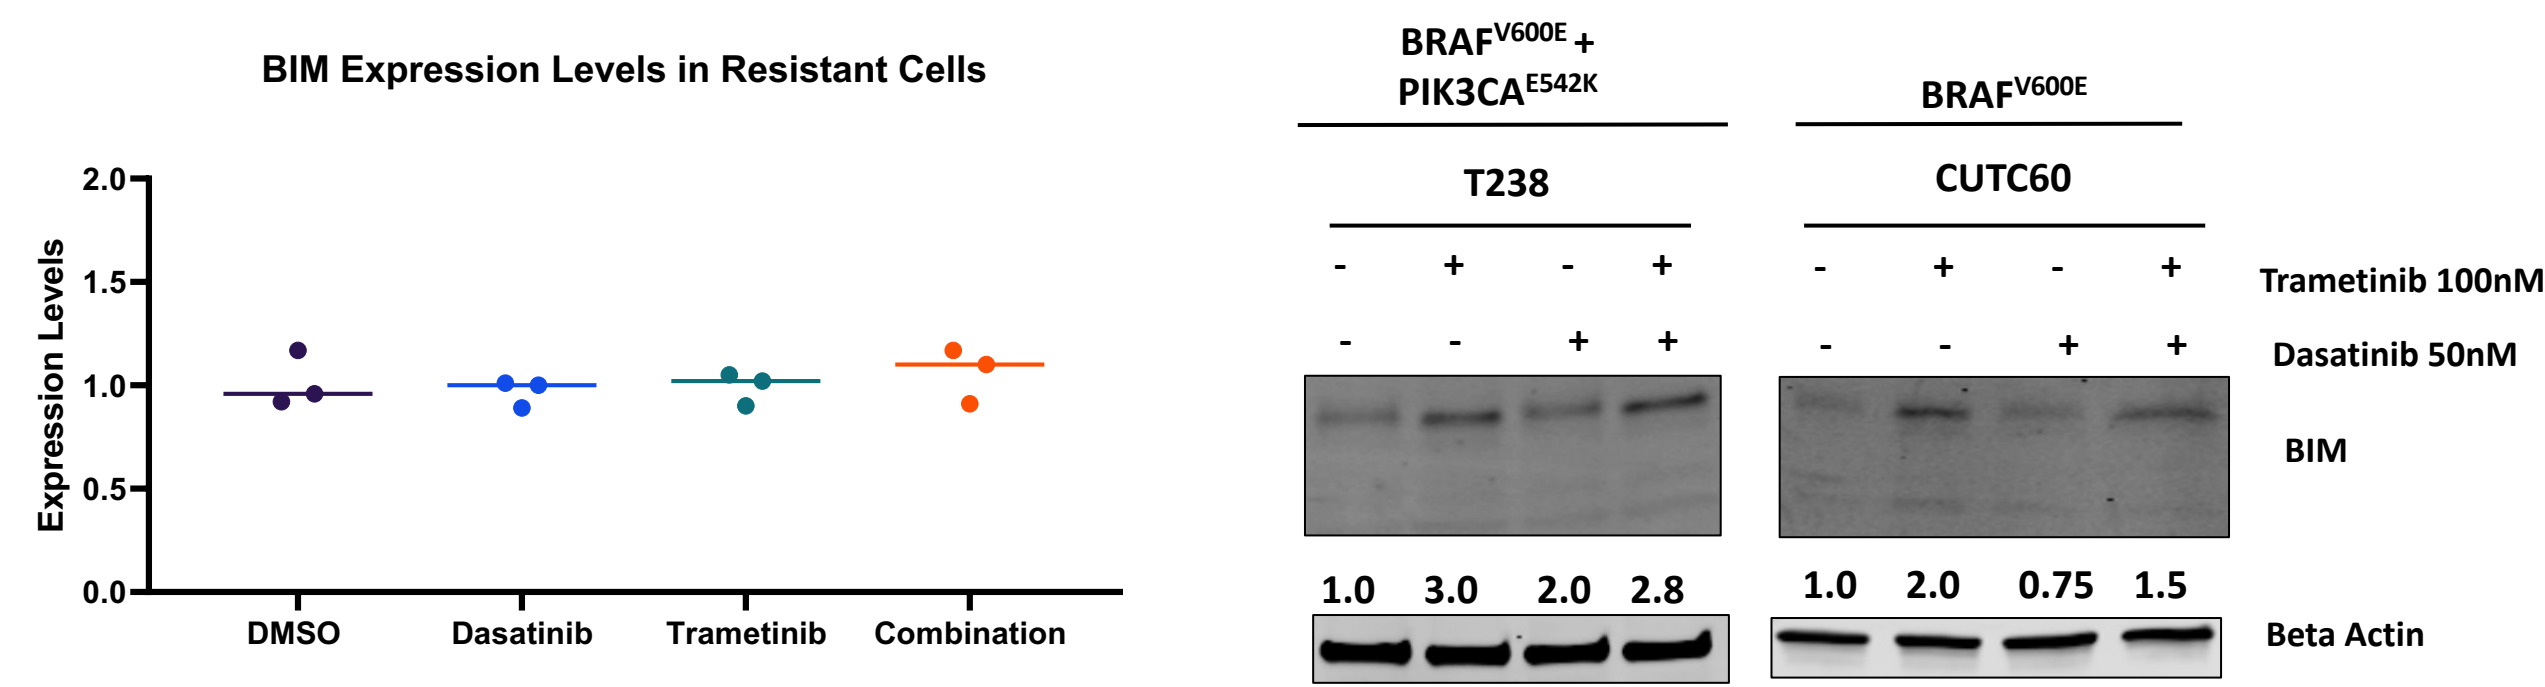 BIM Expression Levels in Resistant Cells
Expression Levels
2.0
1.5
1.0
0.5
0.0
DMSO Dasatinib Trametinib Combination
BRAFV600E +
PIK3CAE542K
BRAFV600E
T238
CUTC60
- + - + - + - + Trametinib 100nM
- - + + - - + + Dasatinib 50nM
BIM
1.0 3.0 2.0 2.8 1.0 2.0 0.75 1.5
Beta Actin